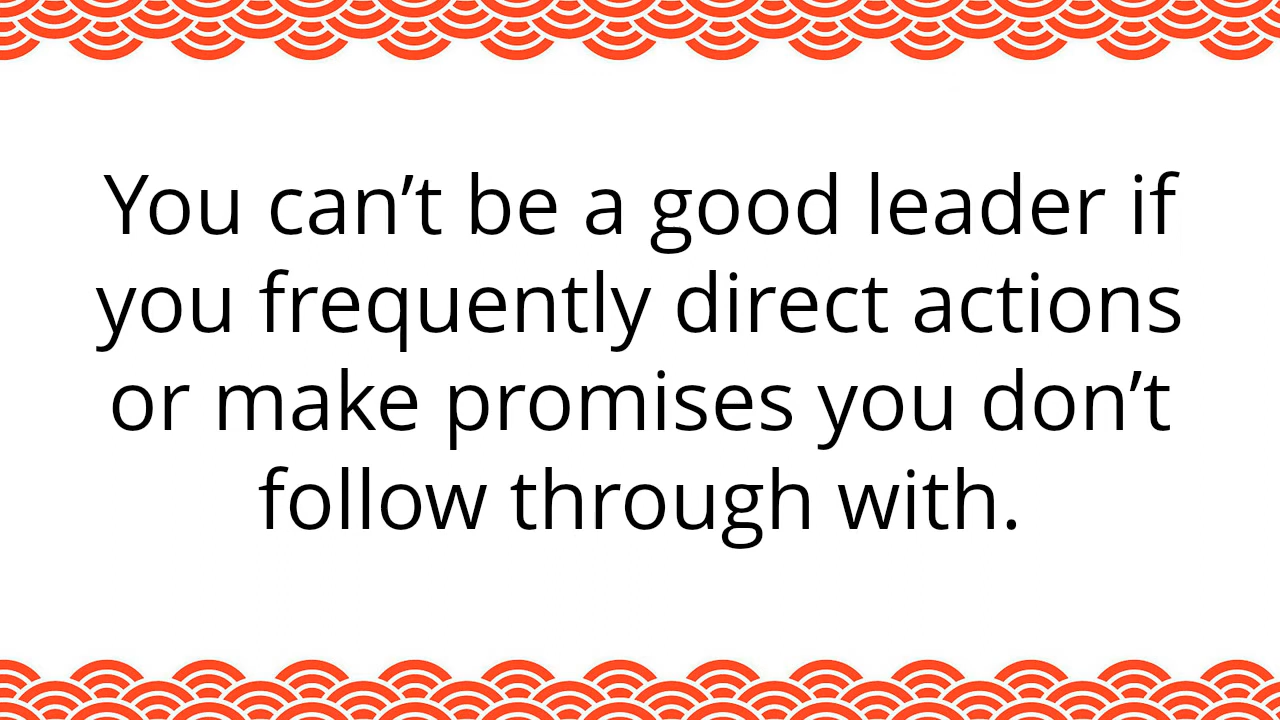 You can’t be a good leader if
you frequently direct actions
or make promises you don’t
follow through with.